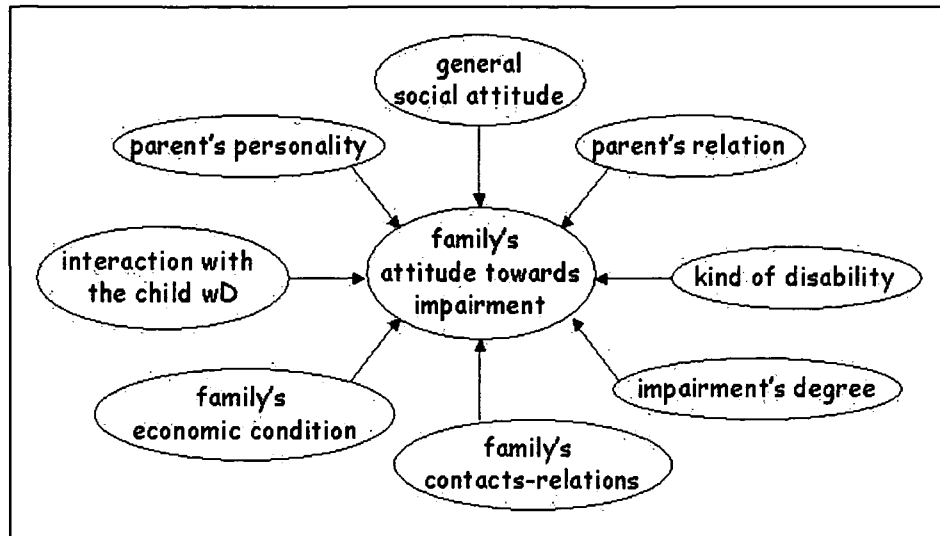 general
social attitude
parent's personality
parent's relation
family's
attitude towards
impairment
interaction with
the child wD
kind of disability
family's
economic condition
impairment's degree
family's
contacts-relations